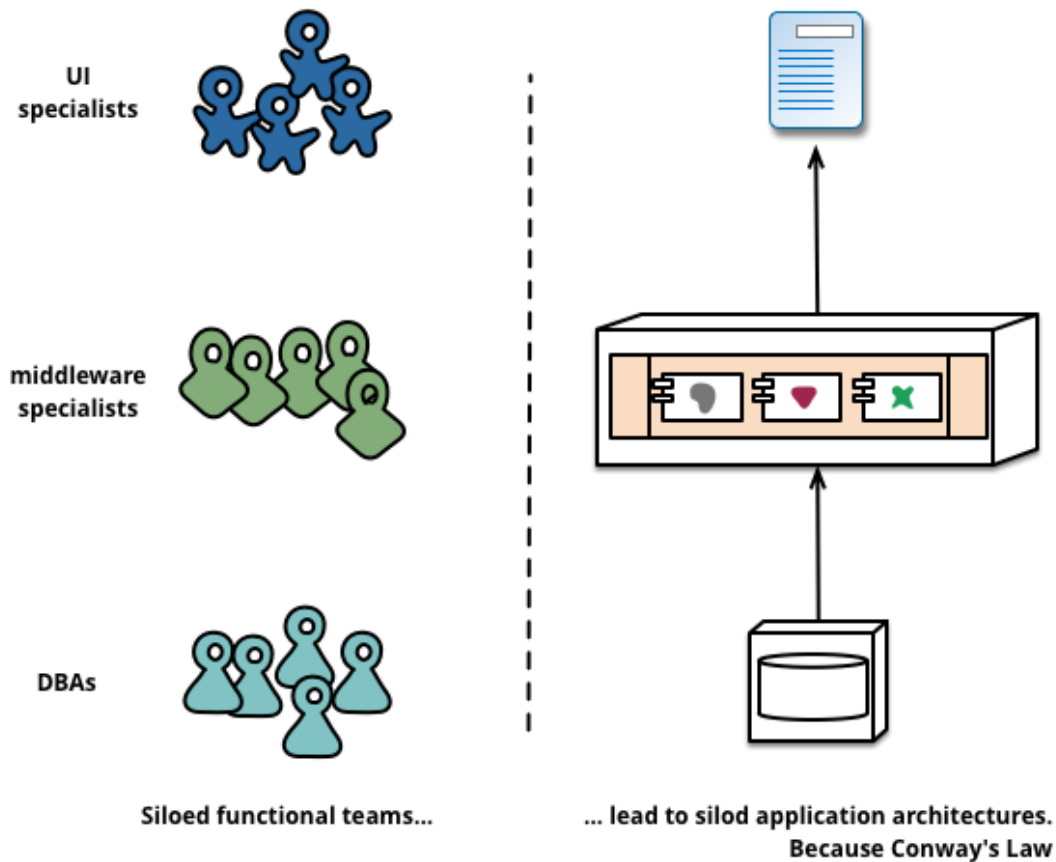 UI
specialists
middleware
specialists
DBAs
Siloed functional teams...
... lead to silod application architectures.
Because Conway's Law